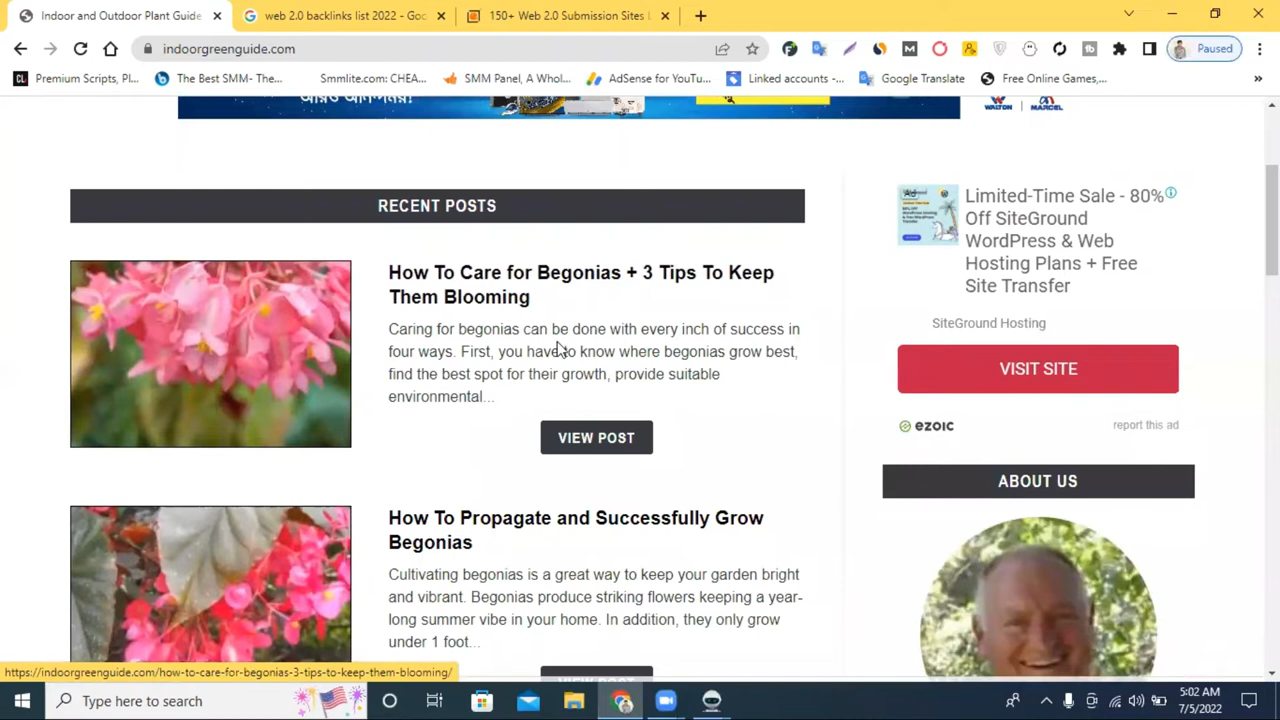 Indoor and Outdoor Plant Guide
web 2.0 backlinks list 2022 - Goo
150+ Web 2.0 Submission Sites L
indoorgreenguide.com
Paused
Premium Scripts, Pl...
The Best SMM- The...
Smmlite.com: CHEA...
SMM Panel, A Whol...
AdSense for YouTu...
Linked accounts -...
Google Translate
Free Online Games,...
WALTON
MARCEL
RECENT POSTS
How To Care for Begonias + 3 Tips To Keep
Them Blooming
Caring for begonias can be done with every inch of success in
four ways. First, you have to know where begonias grow best,
find the best spot for their growth, provide suitable
environmental...
VIEW POST
How To Propagate and Successfully Grow
Begonias
Cultivating begonias is a great way to keep your garden bright
and vibrant. Begonias produce striking flowers keeping a year-
long summer vibe in your home. In addition, they only grow
under 1 foot...
VIEW POST
Ad
Limited-Time Sale - 80%
Off SiteGround
WordPress & Web
Hosting Plans + Free
Site Transfer
SiteGround Hosting
VISIT SITE
ezoic
report this ad
ABOUT US
https://indoorgreenguide.com/how-to-care-for-begonias-3-tips-to-keep-them-blooming/
Type here to search
5:02 AM
7/5/2022